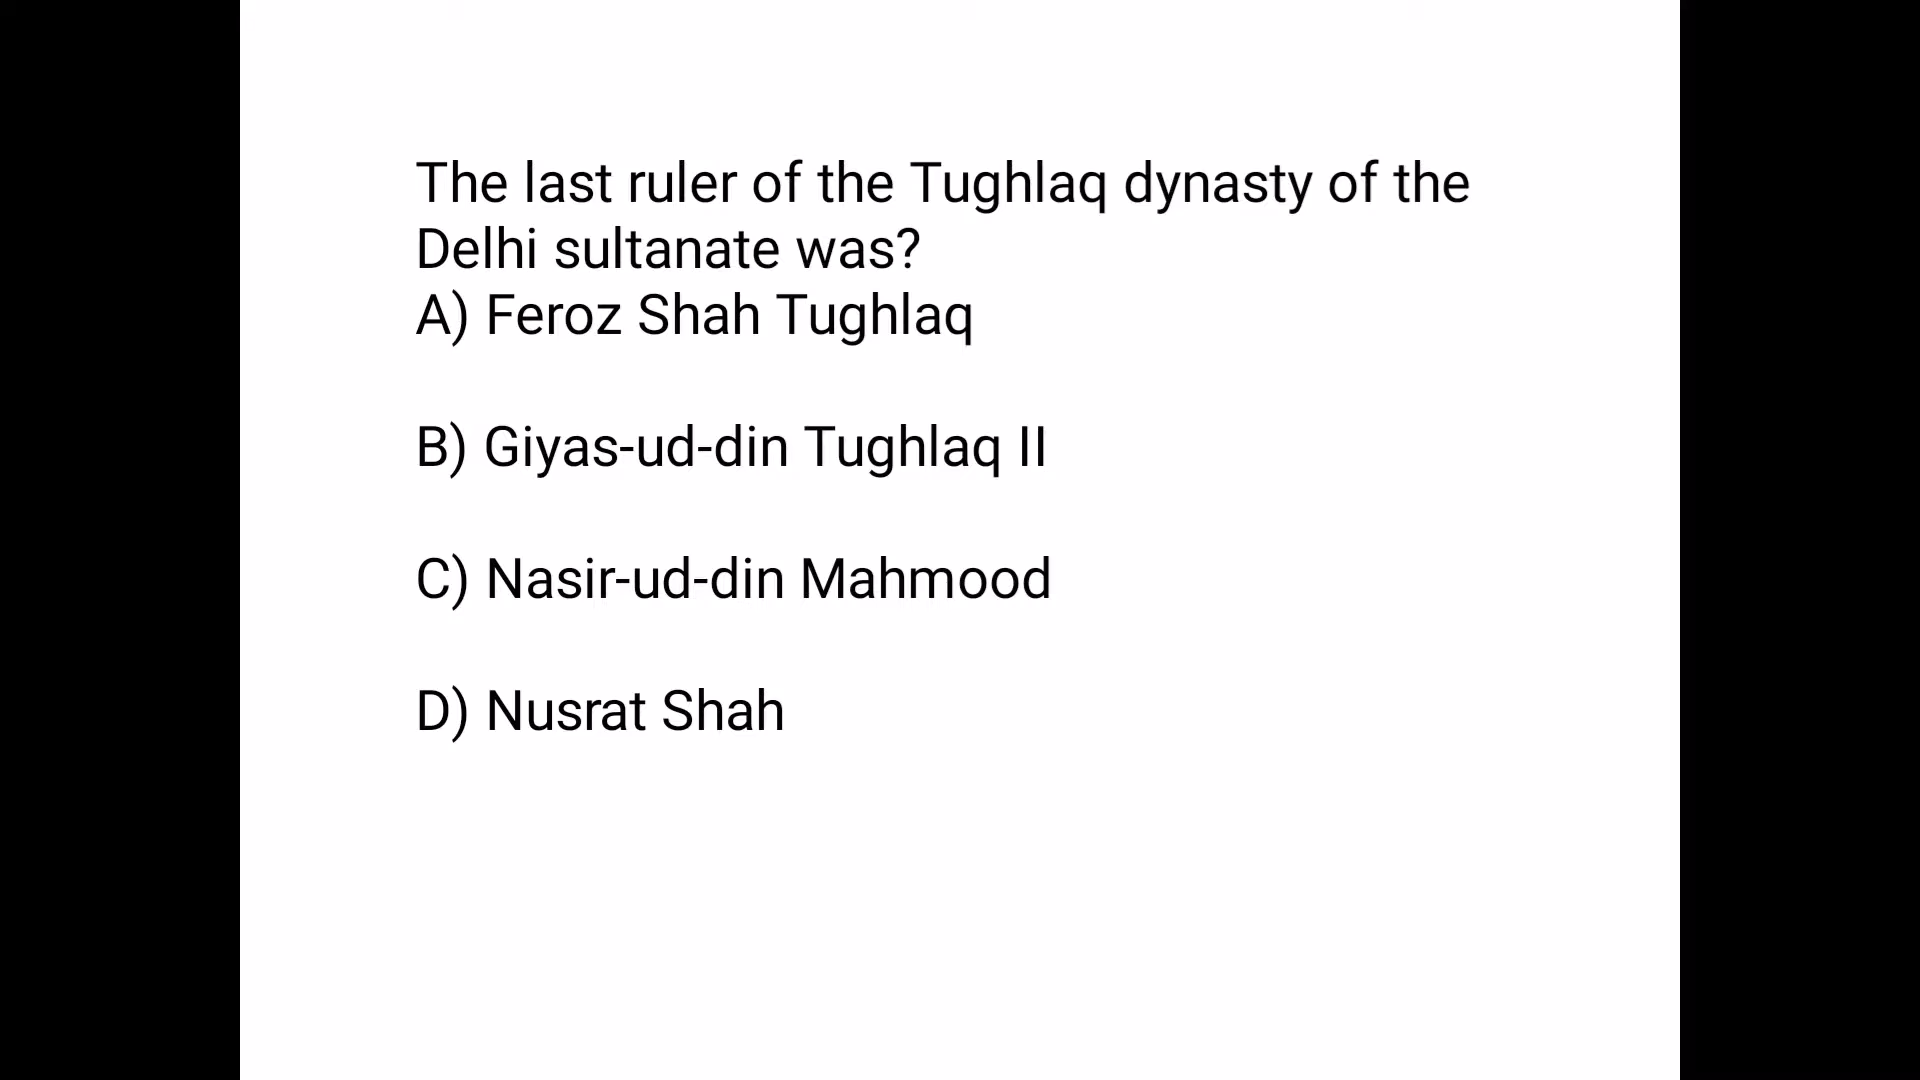 The last ruler of the Tughlaq dynasty of the
Delhi sultanate was?
A) Feroz Shah Tughlaq
B) Giyas-ud-din Tughlaq II
C) Nasir-ud-din Mahmood
D) Nusrat Shah